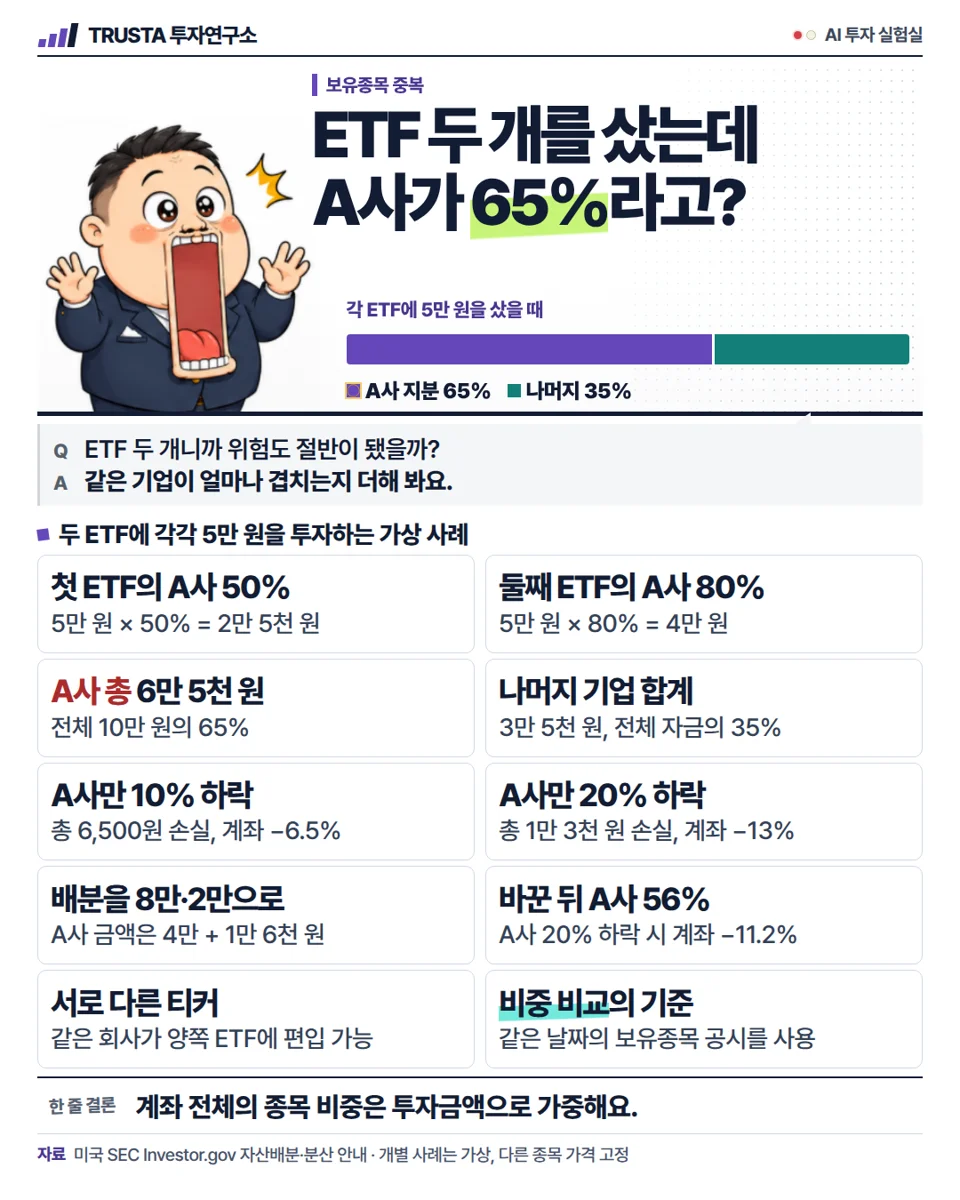 TRUSTA 투자연구소
AI 투자 실험실
보유종목 중복
ETF 두 개를 샀는데
A사가 65%라고?
각 ETF에 5만 원을 샀을 때
A사 지분 65% 나머지 35%
Q ETF 두 개니까 위험도 절반이 됐을까?
A 같은 기업이 얼마나 겹치는지 더해 봐요.
두 ETF에 각각 5만 원을 투자하는 가상 사례
첫 ETF의 A사 50%
5만 원 × 50% = 2만 5천 원
둘째 ETF의 A사 80%
5만 원 × 80% = 4만 원
A사 총 6만 5천 원
전체 10만 원의 65%
나머지 기업 합계
3만 5천 원, 전체 자금의 35%
A사만 10% 하락
총 6,500원 손실, 계좌 −6.5%
A사만 20% 하락
총 1만 3천 원 손실, 계좌 −13%
배분을 8만·2만으로
A사 금액은 4만 + 1만 6천 원
바꾼 뒤 A사 56%
A사 20% 하락 시 계좌 −11.2%
서로 다른 티커
같은 회사가 양쪽 ETF에 편입 가능
비중 비교의 기준
같은 날짜의 보유종목 공시를 사용
한 줄 결론 계좌 전체의 종목 비중은 투자금액으로 가중해요.
자료 미국 SEC Investor.gov 자산배분·분산 안내 · 개별 사례는 가상, 다른 종목 가격 고정